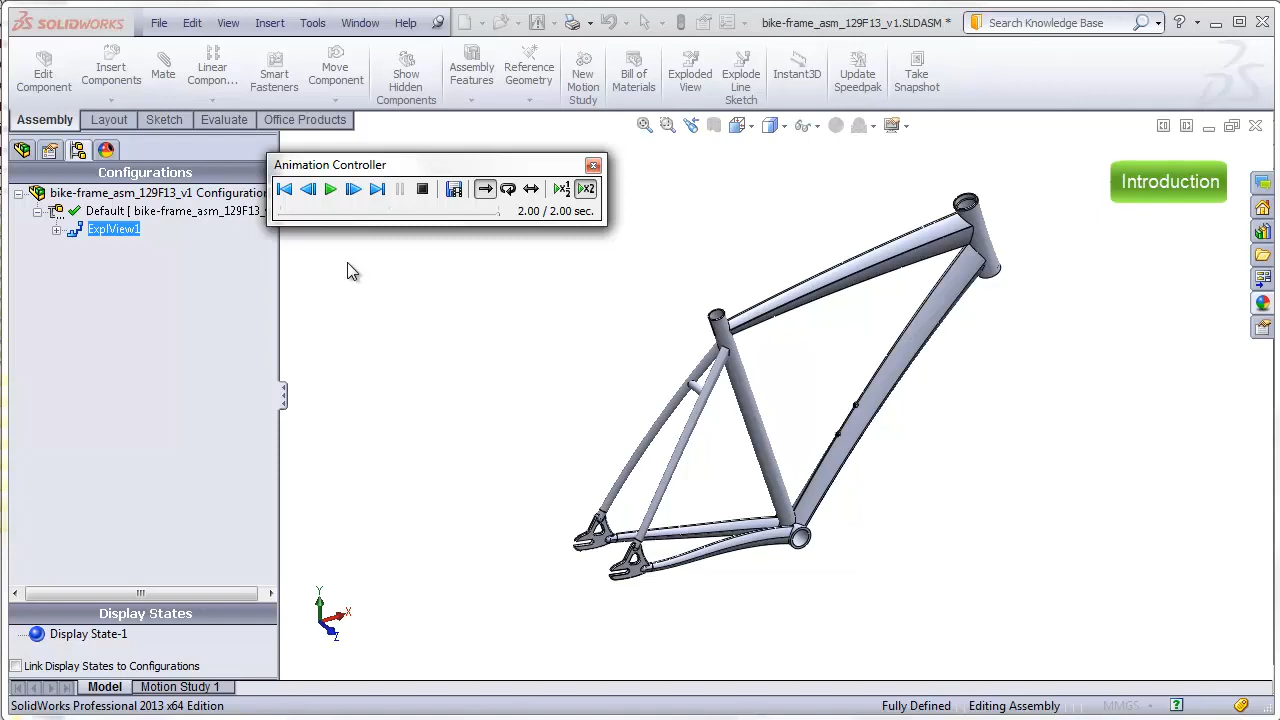 SOLIDWORKS
File Edit View Insert Tools Window Help
bike-frame_asm_129F13_v1.SLDASM *
Search Knowledge Base
Edit Component
Insert Components
Mate
Linear Compon...
Smart Fasteners
Move Component
Show Hidden Components
Assembly Features
Reference Geometry
New Motion Study
Bill of Materials
Exploded View
Explode Line Sketch
Instant3D
Update Speedpak
Take Snapshot
Assembly Layout Sketch Evaluate Office Products
Configurations
bike-frame_asm_129F13_v1 Configuration
Default [ bike-frame_asm_129F13_
ExplView1
Animation Controller
x½ x2
2.00 / 2.00 sec.
Introduction
Y
X
Z
Display States
Display State-1
Link Display States to Configurations
Model Motion Study 1
SolidWorks Professional 2013 x64 Edition
Fully Defined Editing Assembly MMGS